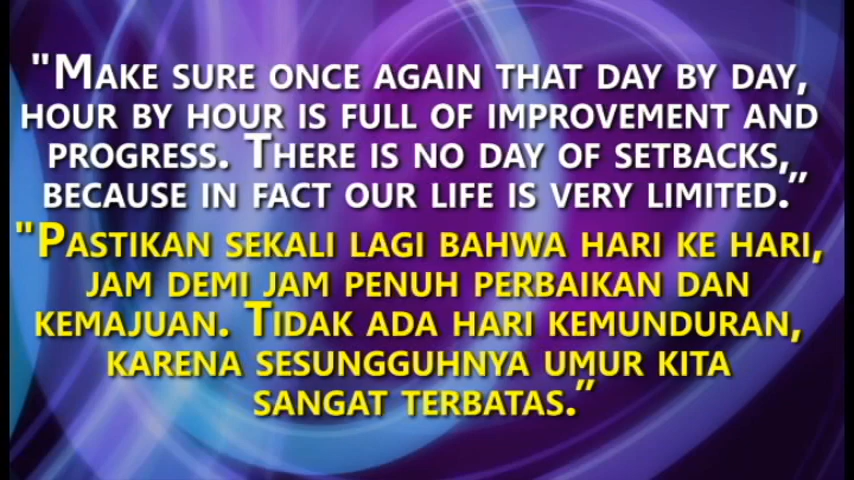 "Make sure once again that day by day,
hour by hour is full of improvement and
progress. There is no day of setbacks,
because in fact our life is very limited.”
"Pastikan sekali lagi bahwa hari ke hari,
jam demi jam penuh perbaikan dan
kemajuan. Tidak ada hari kemunduran,
karena sesungguhnya umur kita
sangat terbatas.”